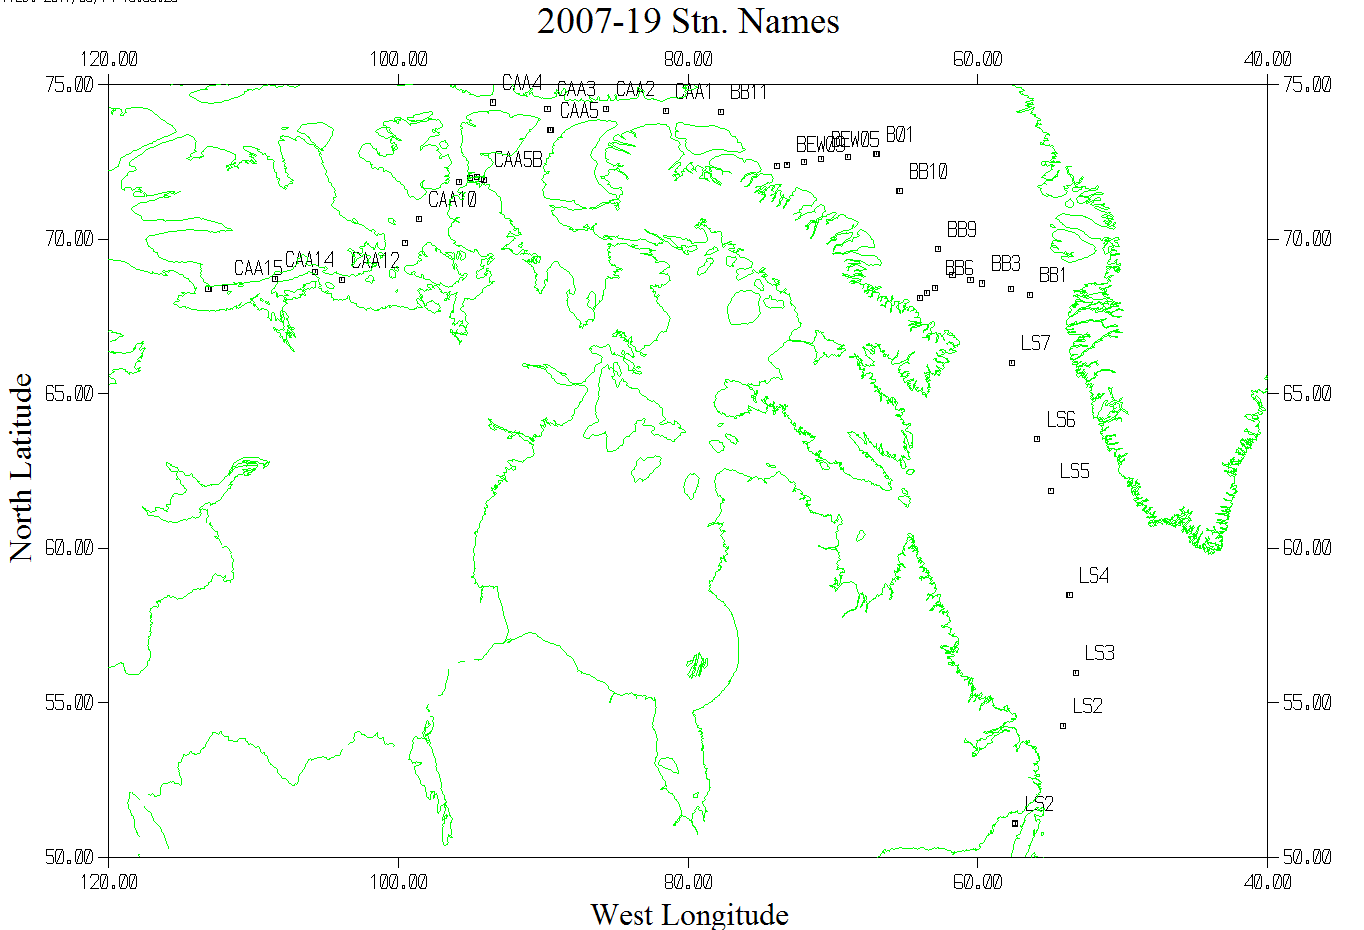 2007-19 Stn. Names
120.00 100.00 80.00 60.00 40.00
75.00 75.00
CAA4 CAA3 CAA2 CAA1 BB11
CAA5
BEW05 B01
CAA5B
BB10
CAA10
BB9
70.00 70.00
CAA15 CAA14 CAA12
BB6 BB3 BB1
LS7
65.00 65.00
LS6
LS5
60.00 60.00
LS4
LS3
55.00 55.00
LS2
LS2
50.00 50.00
120.00 100.00 80.00 60.00 40.00
North Latitude
West Longitude